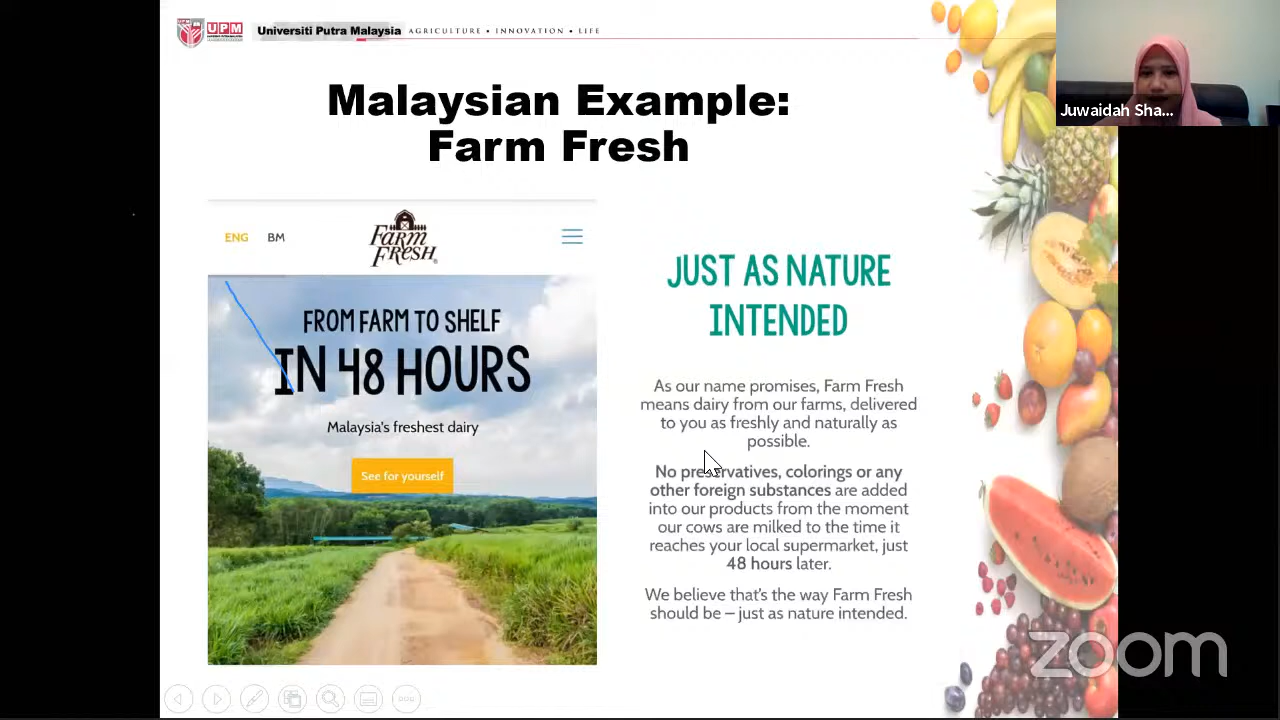 UPM
Universiti Putra Malaysia
AGRICULTURE • INNOVATION • LIFE
Juwaidah Sha...
Malaysian Example:
Farm Fresh
ENG BM
Farm
Fresh
FROM FARM TO SHELF
IN 48 HOURS
Malaysia's freshest dairy
See for yourself
JUST AS NATURE
INTENDED
As our name promises, Farm Fresh
means dairy from our farms, delivered
to you as freshly and naturally as
possible.
No preservatives, colorings or any
other foreign substances are added
into our products from the moment
our cows are milked to the time it
reaches your local supermarket, just
48 hours later.
We believe that's the way Farm Fresh
should be – just as nature intended.
zoom